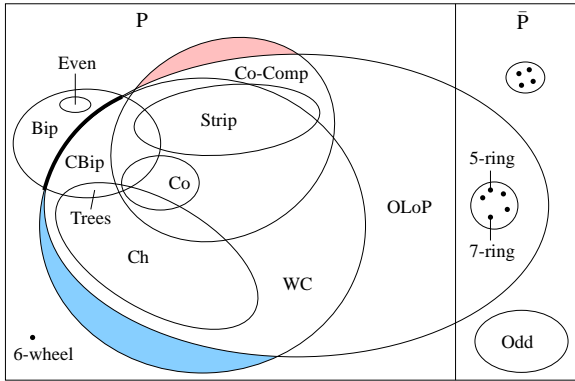 P
P̄
Even
Co-Comp
Strip
Bip
CBip
Co
5-ring
Trees
OLoP
7-ring
Ch
WC
Odd
6-wheel